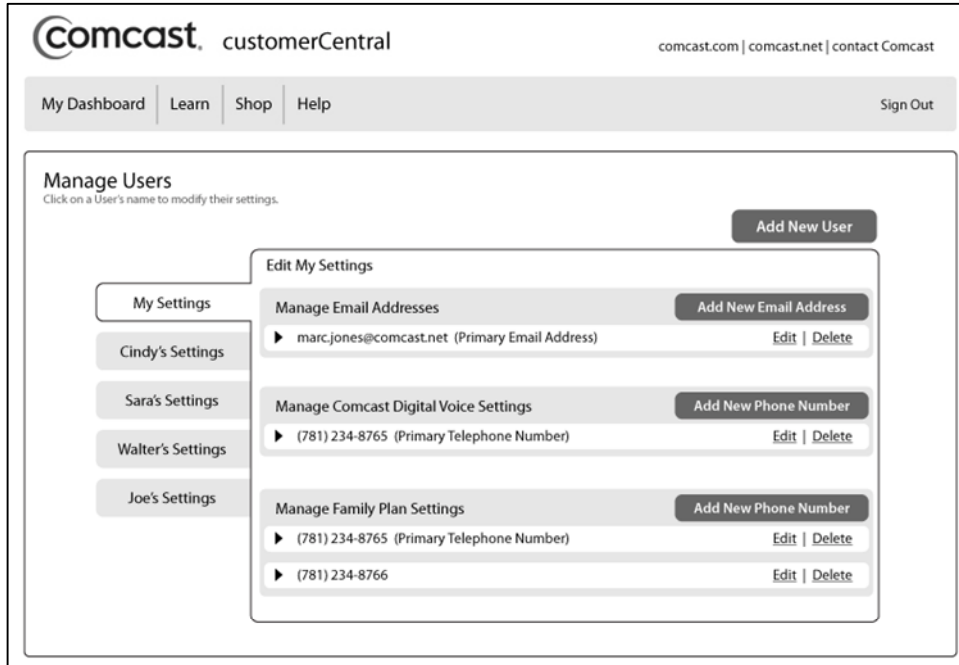 comcast. customerCentral
comcast.com | comcast.net | contact Comcast
My Dashboard Learn Shop Help Sign Out
Manage Users
Click on a User's name to modify their settings.
Add New User
Edit My Settings
My Settings
Cindy's Settings
Sara's Settings
Walter's Settings
Joe's Settings
Manage Email Addresses Add New Email Address
marc.jones@comcast.net (Primary Email Address) Edit | Delete
Manage Comcast Digital Voice Settings Add New Phone Number
(781) 234-8765 (Primary Telephone Number) Edit | Delete
Manage Family Plan Settings Add New Phone Number
(781) 234-8765 (Primary Telephone Number) Edit | Delete
(781) 234-8766 Edit | Delete